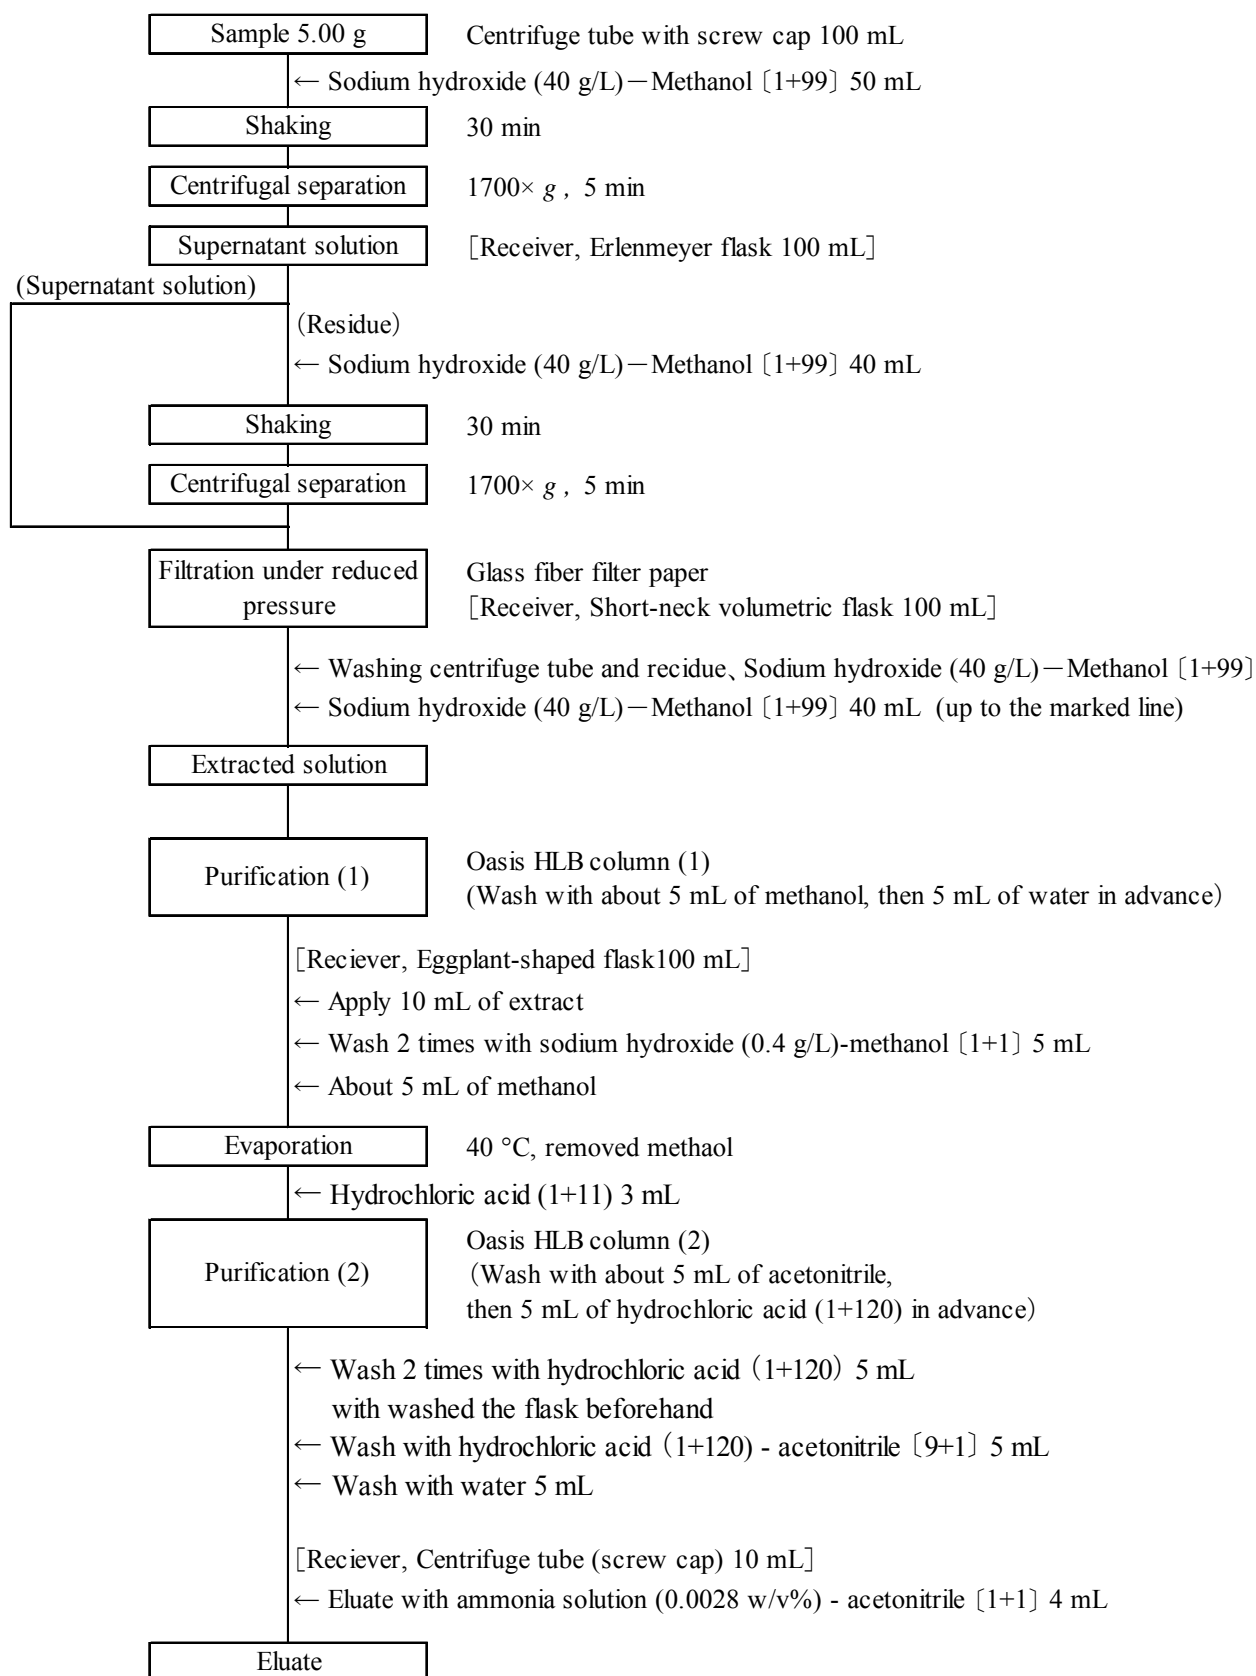 Sample 5.00 g
Centrifuge tube with screw cap 100 mL
← Sodium hydroxide (40 g/L)－Methanol〔1+99〕50 mL
Shaking
30 min
Centrifugal separation
1700× g , 5 min
Supernatant solution
[Receiver, Erlenmeyer flask 100 mL]
(Supernatant solution)
(Residue)
← Sodium hydroxide (40 g/L)－Methanol〔1+99〕40 mL
Shaking
30 min
Centrifugal separation
1700× g , 5 min
Filtration under reduced
pressure
Glass fiber filter paper
[Receiver, Short-neck volumetric flask 100 mL]
← Washing centrifuge tube and recidue、Sodium hydroxide (40 g/L)－Methanol〔1+99〕
← Sodium hydroxide (40 g/L)－Methanol〔1+99〕40 mL (up to the marked line)
Extracted solution
Purification (1)
Oasis HLB column (1)
(Wash with about 5 mL of methanol, then 5 mL of water in advance)
[Reciever, Eggplant-shaped flask100 mL]
← Apply 10 mL of extract
← Wash 2 times with sodium hydroxide (0.4 g/L)-methanol〔1+1〕5 mL
← About 5 mL of methanol
Evaporation
40 °C, removed methaol
← Hydrochloric acid (1+11) 3 mL
Purification (2)
Oasis HLB column (2)
(Wash with about 5 mL of acetonitrile,
then 5 mL of hydrochloric acid (1+120) in advance)
← Wash 2 times with hydrochloric acid（1+120）5 mL
with washed the flask beforehand
← Wash with hydrochloric acid（1+120）- acetonitrile〔9+1〕5 mL
← Wash with water 5 mL
[Reciever, Centrifuge tube (screw cap) 10 mL]
← Eluate with ammonia solution (0.0028 w/v%) - acetonitrile〔1+1〕4 mL
Eluate